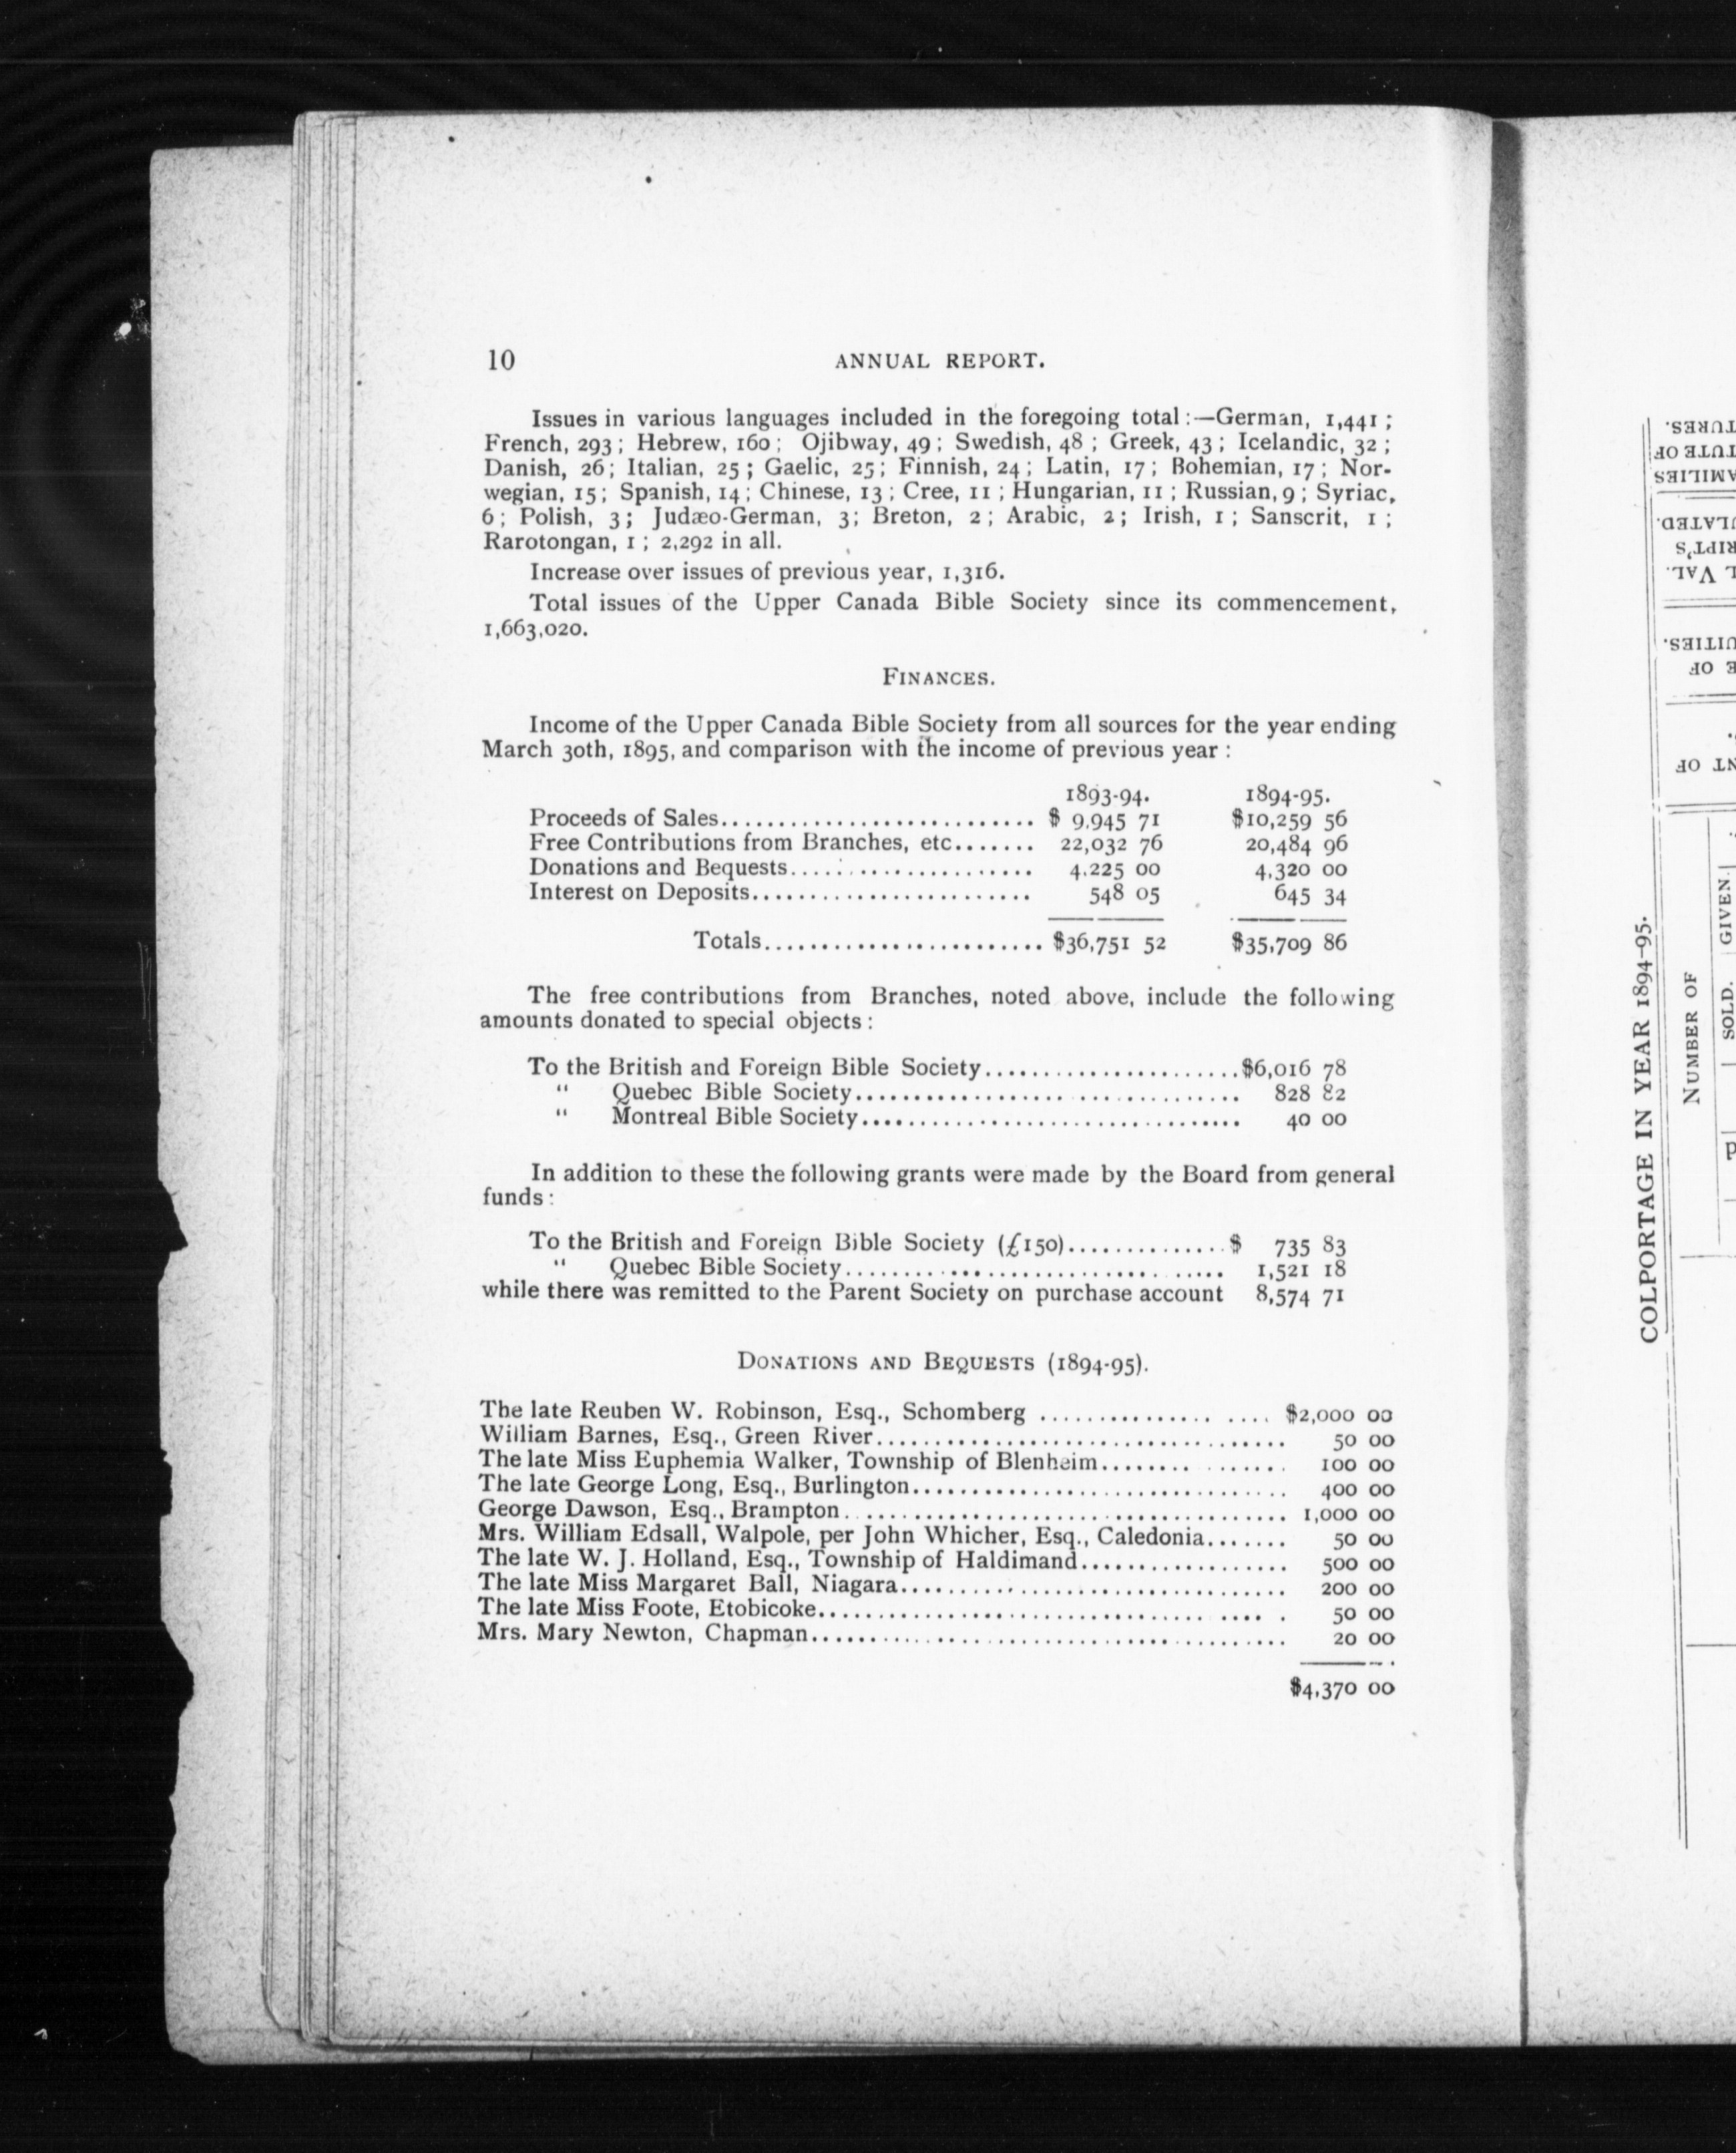 10 ANNUAL REPORT.
Issues in various languages included in the foregoing total:—German, 1,441;
French, 293; Hebrew, 160; Ojibway, 49; Swedish, 48; Greek, 43; Icelandic, 32;
Danish, 26; Italian, 25; Gaelic, 25; Finnish, 24; Latin, 17; Bohemian, 17; Nor-
wegian, 15; Spanish, 14; Chinese, 13; Cree, 11; Hungarian, 11; Russian, 9; Syriac,
6; Polish, 3; Judæo-German, 3; Breton, 2; Arabic, 2; Irish, 1; Sanscrit, 1;
Rarotongan, 1; 2,292 in all.
Increase over issues of previous year, 1,316.
Total issues of the Upper Canada Bible Society since its commencement,
1,663,020.
FINANCES.
Income of the Upper Canada Bible Society from all sources for the year ending
March 30th, 1895, and comparison with the income of previous year:
1893-94. 1894-95.
Proceeds of Sales........................... $ 9,945 71 $10,259 56
Free Contributions from Branches, etc....... 22,032 76 20,484 96
Donations and Bequests..................... 4,225 00 4,320 00
Interest on Deposits........................ 548 05 645 34
Totals........................ $36,751 52 $35,709 86
The free contributions from Branches, noted above, include the following
amounts donated to special objects:
To the British and Foreign Bible Society......................$6,016 78
" Quebec Bible Society................................. 828 82
" Montreal Bible Society................................. 40 00
In addition to these the following grants were made by the Board from general
funds:
To the British and Foreign Bible Society (£150)..............$ 735 83
" Quebec Bible Society................................. 1,521 18
while there was remitted to the Parent Society on purchase account 8,574 71
DONATIONS AND BEQUESTS (1894-95).
The late Reuben W. Robinson, Esq., Schomberg ................... $2,000 00
William Barnes, Esq., Green River................................... 50 00
The late Miss Euphemia Walker, Township of Blenheim............... 100 00
The late George Long, Esq., Burlington................................ 400 00
George Dawson, Esq., Brampton...................................... 1,000 00
Mrs. William Edsall, Walpole, per John Whicher, Esq., Caledonia....... 50 00
The late W. J. Holland, Esq., Township of Haldimand.................. 500 00
The late Miss Margaret Ball, Niagara................................. 200 00
The late Miss Foote, Etobicoke...................................... 50 00
Mrs. Mary Newton, Chapman......................................... 20 00
$4,370 00
COLPORTAGE IN YEAR 1894-95.
NUMBER OF
SOLD. GIVEN.